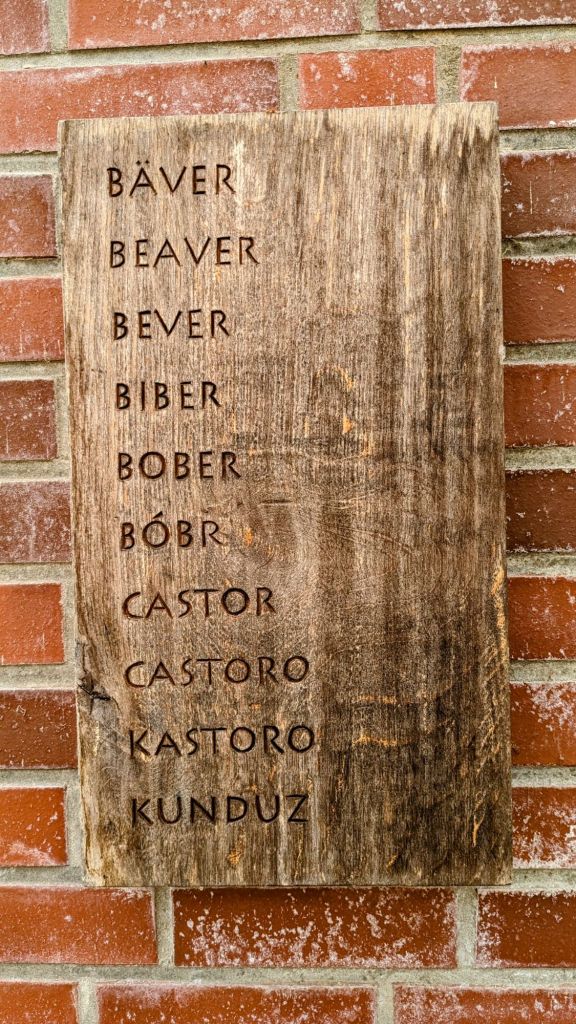 BÄVER
BEAVER
BEVER
BIBER
BOBER
BÓBR
CASTOR
CASTORO
KASTORO
KUNDUZ